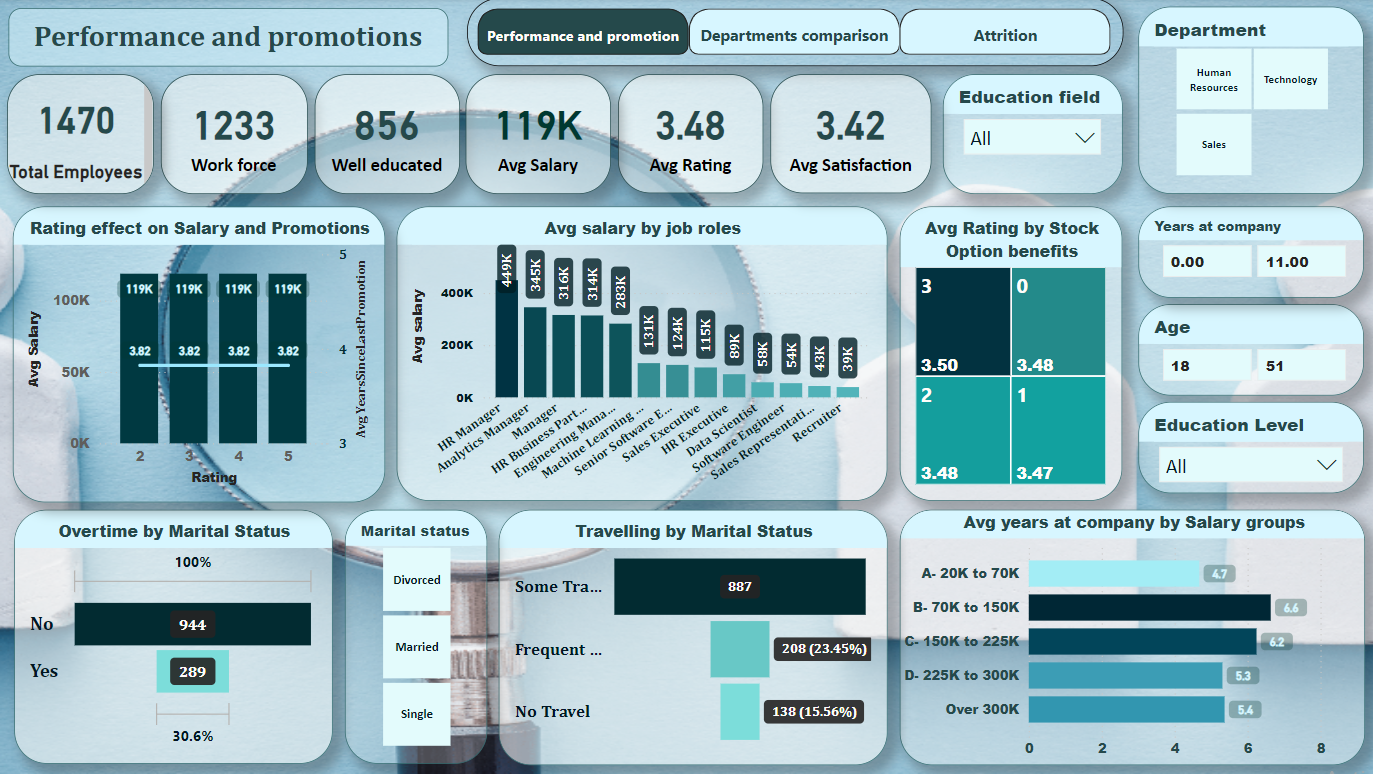 Performance and promotions
Performance and promotion
Departments comparison
Attrition
Department
Human
Resources
Technology
Sales
1470
Total Employees
1233
Work force
856
Well educated
119K
Avg Salary
3.48
Avg Rating
3.42
Avg Satisfaction
Education field
All
Rating effect on Salary and Promotions
Avg Salary
100K
50K
0K
119K
119K
119K
119K
3.82
3.82
3.82
3.82
5
4
3
Avg YearsSinceLastPromotion
2
3
4
5
Rating
Avg salary by job roles
Avg salary
400K
200K
0K
449K
345K
316K
314K
283K
131K
124K
115K
89K
58K
54K
43K
39K
HR Manager
Analytics Manager
Manager
HR Business Part...
Engineering Mana...
Machine Learning ...
Senior Software E...
Sales Executive
HR Executive
Data Scientist
Software Engineer
Sales Representati...
Recruiter
Avg Rating by Stock
Option benefits
3
3.50
0
3.48
2
3.48
1
3.47
Years at company
0.00
11.00
Age
18
51
Education Level
All
Overtime by Marital Status
100%
No
944
Yes
289
30.6%
Marital status
Divorced
Married
Single
Travelling by Marital Status
Some Tra...
887
Frequent ...
208 (23.45%)
No Travel
138 (15.56%)
Avg years at company by Salary groups
A- 20K to 70K
4.7
B- 70K to 150K
6.6
C- 150K to 225K
6.2
D- 225K to 300K
5.3
Over 300K
5.4
0
2
4
6
8